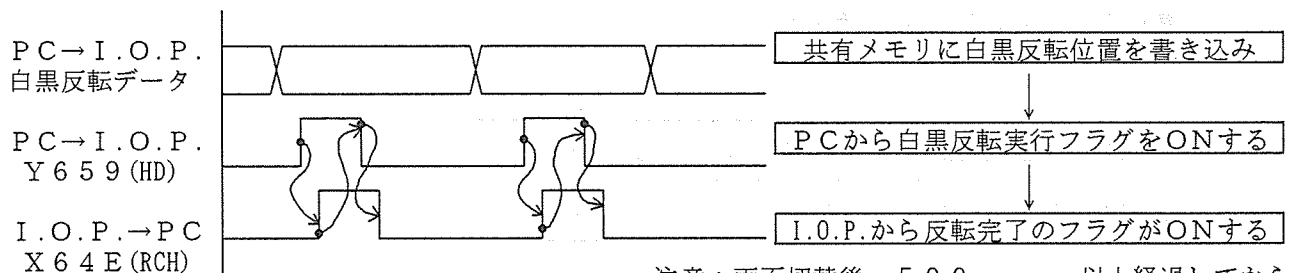 PC→I.O.P.
白黒反転データ
PC→I.O.P.
Y659(HD)
I.O.P.→PC
X64E(RCH)
共有メモリに白黒反転位置を書き込み
PCから白黒反転実行フラグをONする
I.O.P.から反転完了のフラグがONする